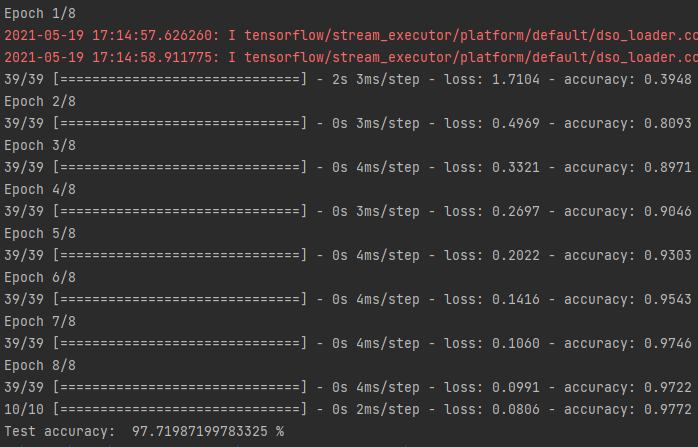 Epoch 1/8
2021-05-19 17:14:57.626260: I tensorflow/stream_executor/platform/default/dso_loader.cc
2021-05-19 17:14:58.911775: I tensorflow/stream_executor/platform/default/dso_loader.cc
39/39 [==============================] - 2s 3ms/step - loss: 1.7104 - accuracy: 0.3948
Epoch 2/8
39/39 [==============================] - 0s 3ms/step - loss: 0.4969 - accuracy: 0.8093
Epoch 3/8
39/39 [==============================] - 0s 4ms/step - loss: 0.3321 - accuracy: 0.8971
Epoch 4/8
39/39 [==============================] - 0s 3ms/step - loss: 0.2697 - accuracy: 0.9046
Epoch 5/8
39/39 [==============================] - 0s 4ms/step - loss: 0.2022 - accuracy: 0.9303
Epoch 6/8
39/39 [==============================] - 0s 4ms/step - loss: 0.1416 - accuracy: 0.9543
Epoch 7/8
39/39 [==============================] - 0s 4ms/step - loss: 0.1060 - accuracy: 0.9746
Epoch 8/8
39/39 [==============================] - 0s 4ms/step - loss: 0.0991 - accuracy: 0.9722
10/10 [==============================] - 0s 2ms/step - loss: 0.0806 - accuracy: 0.9772
Test accuracy:  97.71987199783325 %